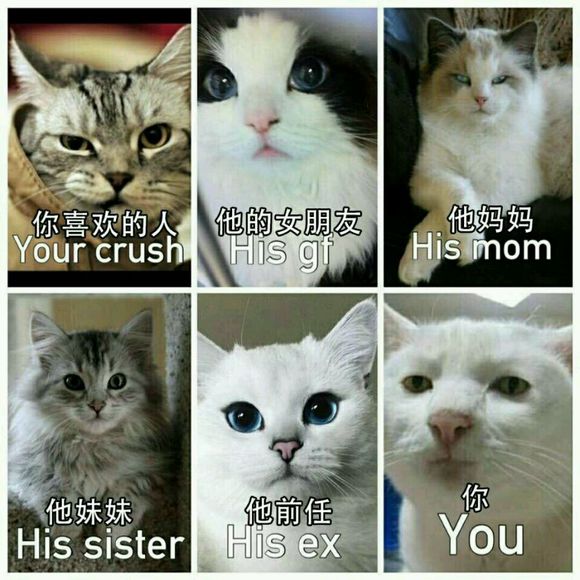 你喜欢的人
Your crush
他的女朋友
His gf
他妈妈
His mom
他妹妹
His sister
他前任
His ex
你
You